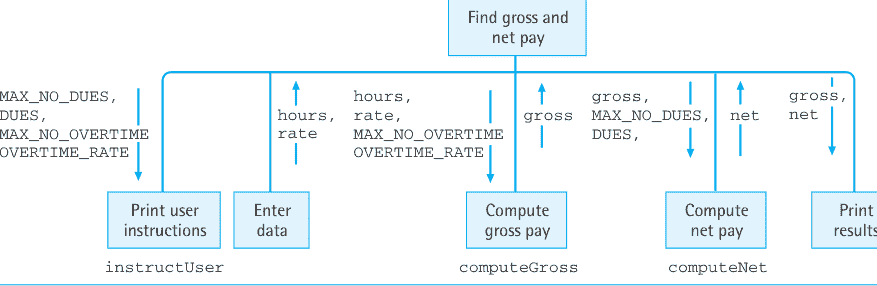 Find gross and
net pay
MAX_NO_DUES,
DUES,
MAX_NO_OVERTIME
OVERTIME_RATE
hours,
rate
hours,
rate,
MAX_NO_OVERTIME
OVERTIME_RATE
gross
gross,
MAX_NO_DUES,
DUES,
net
gross,
net
Print user
instructions
Enter
data
Compute
gross pay
Compute
net pay
Print
results
instructUser
computeGross
computeNet